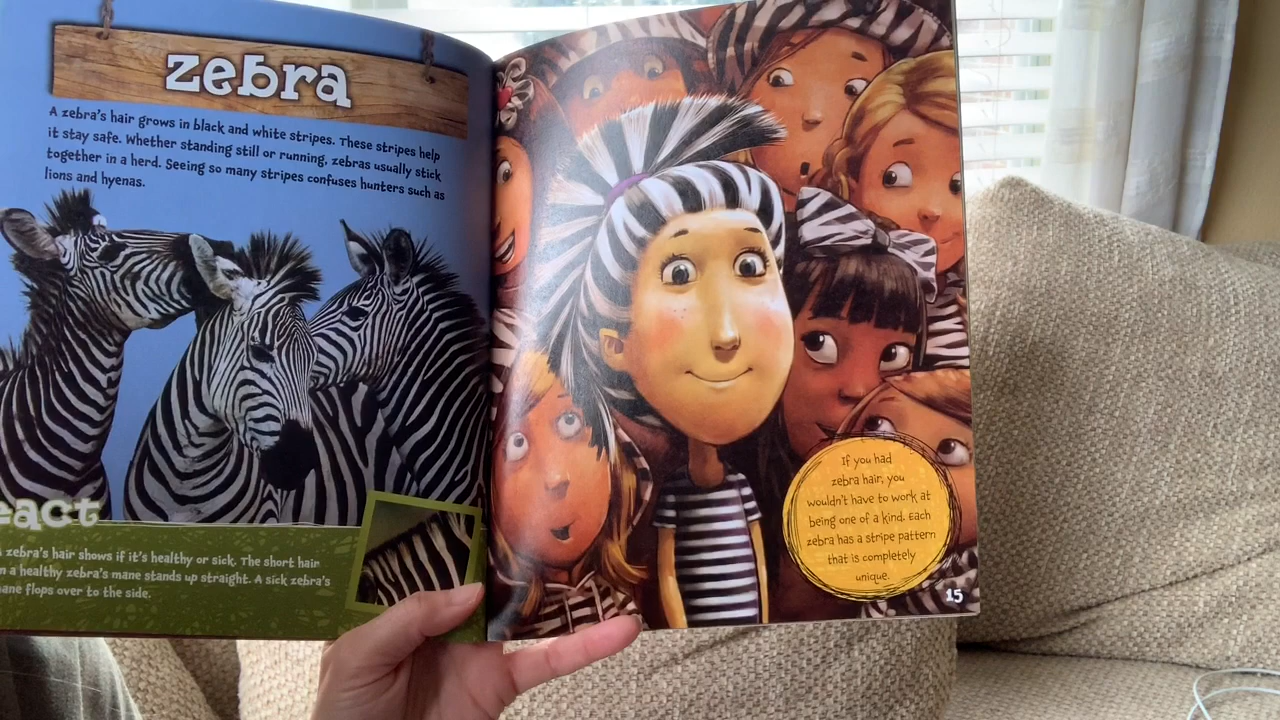 zebra
A zebra's hair grows in black and white stripes. These stripes help
it stay safe. Whether standing still or running, zebras usually stick
together in a herd. Seeing so many stripes confuses hunters such as
lions and hyenas.
zebra's hair shows if it's healthy or sick. The short hair
a healthy zebra's mane stands up straight. A sick zebra's
flops over to the side.
If you had
zebra hair, you
wouldn't have to work at
being one of a kind. Each
zebra has a stripe pattern
that is completely
unique.
15